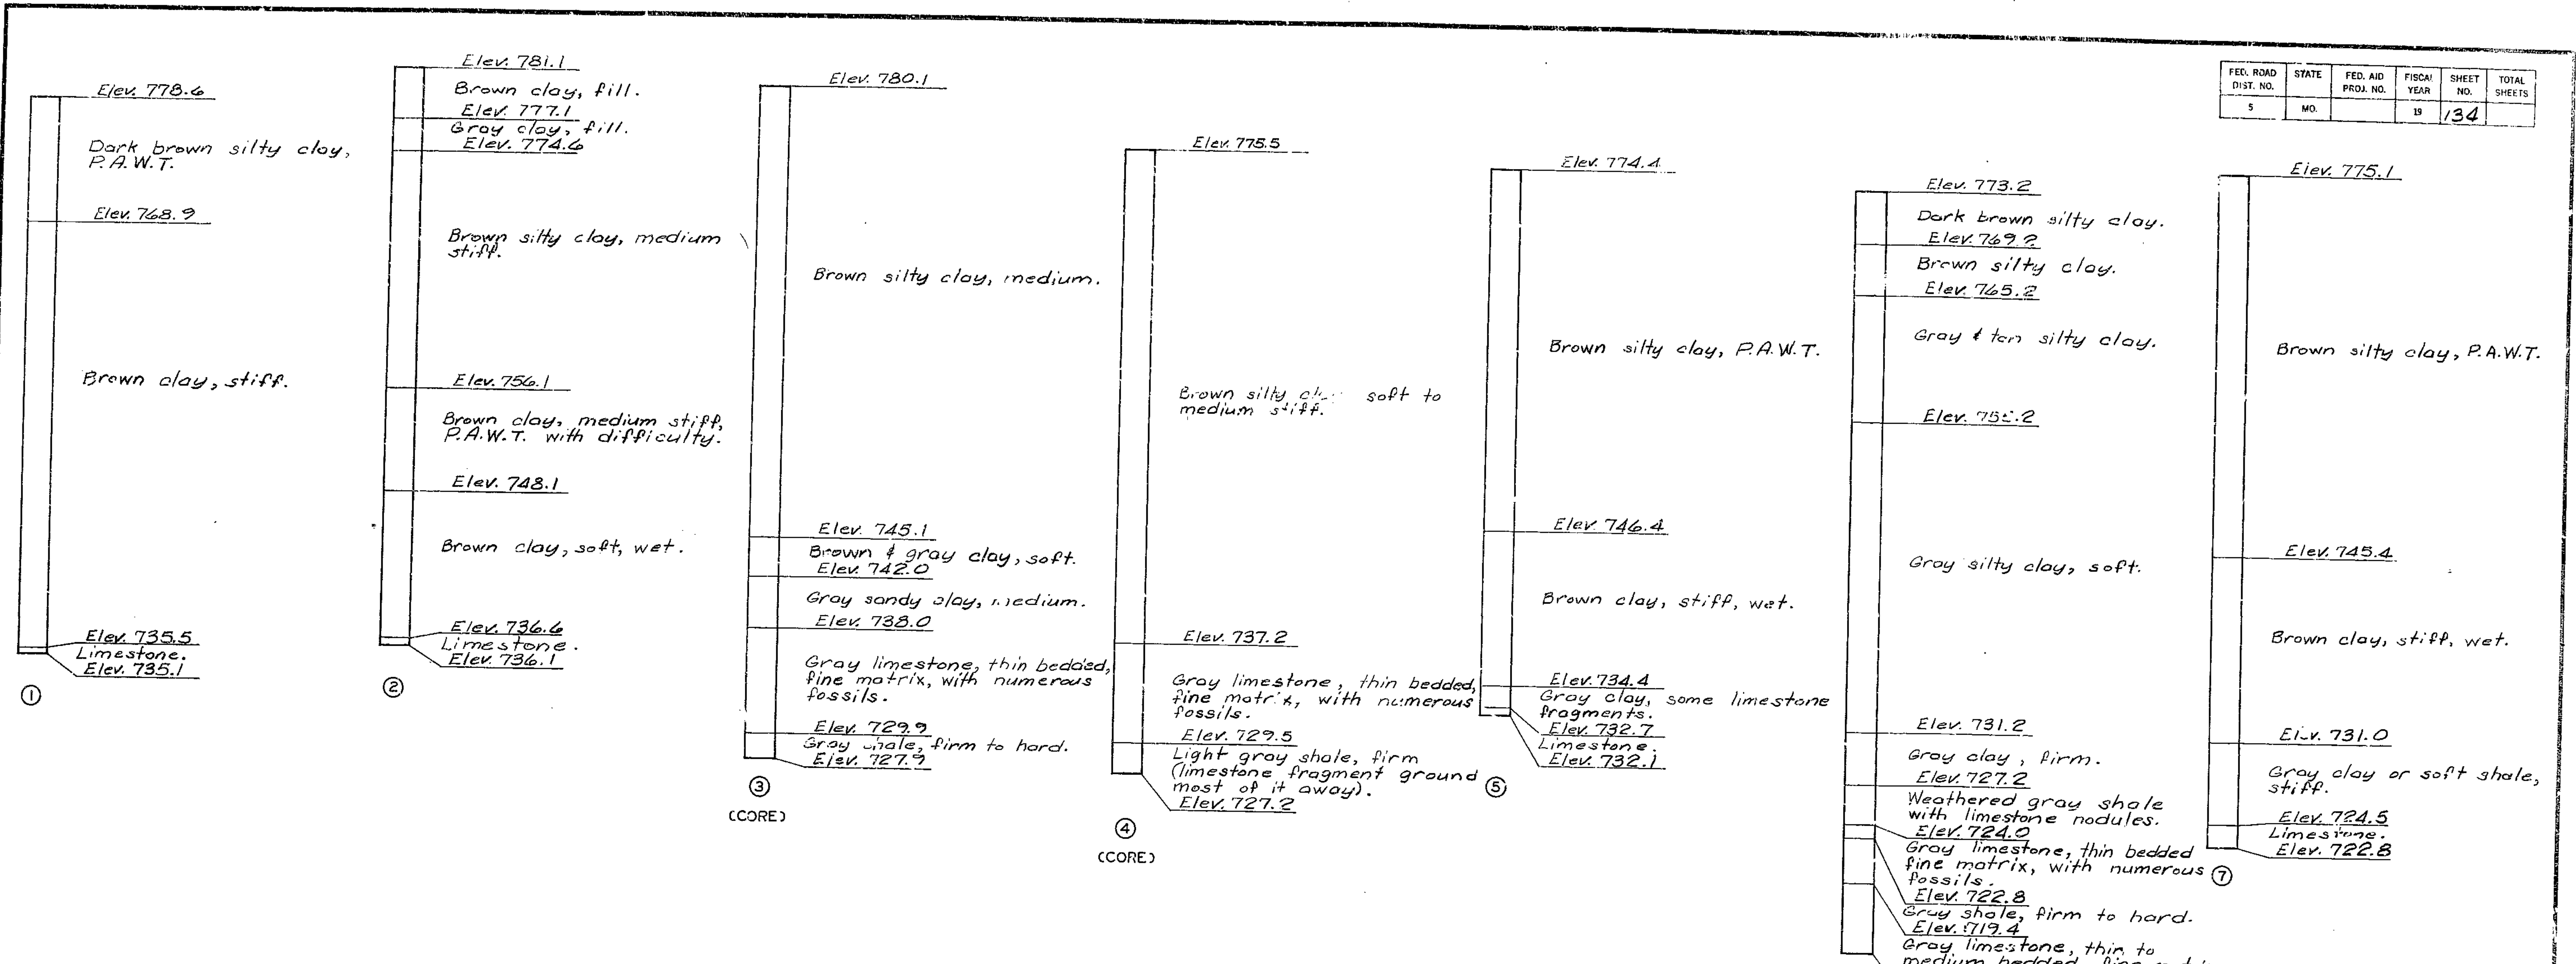 FED. ROAD DIST. NO. STATE FED. AID PROJ. NO. FISCAL YEAR SHEET NO. TOTAL SHEETS
5 MO. 19 134
Elev. 778.6
Dark brown silty clay,
P.A.W.T.
Elev. 768.9
Brown clay, stiff.
Elev. 735.5
Limestone.
Elev. 735.1
1
Elev. 781.1
Brown clay, fill.
Elev. 777.1
Gray clay, fill.
Elev. 774.6
Brown silty clay, medium
stiff.
Elev. 756.1
Brown clay, medium stiff,
P.A.W.T. with difficulty.
Elev. 748.1
Brown clay, soft, wet.
Elev. 736.6
Limestone.
Elev. 736.1
2
Elev. 780.1
Brown silty clay, medium.
Elev. 745.1
Brown & gray clay, soft.
Elev. 742.0
Gray sandy clay, medium.
Elev. 738.0
Gray limestone, thin bedded,
fine matrix, with numerous
fossils.
Elev. 729.9
Gray shale, firm to hard.
Elev. 727.9
3
(CORE)
Elev. 775.5
Brown silty soft to
medium stiff.
Elev. 737.2
Gray limestone, thin bedded,
fine matrix, with numerous
fossils.
Elev. 729.5
Light gray shale, firm
(limestone fragment ground
most of it away).
Elev. 727.2
4
(CORE)
Elev. 774.4
Brown silty clay, P.A.W.T.
Elev. 746.4
Brown clay, stiff, wet.
Elev. 734.4
Gray clay, some limestone
fragments.
Elev. 732.7
Limestone.
Elev. 732.1
5
Elev. 773.2
Dark brown silty clay.
Elev. 769.2
Brown silty clay.
Elev. 765.2
Gray & tan silty clay.
Elev.
Gray silty clay, soft.
Elev. 731.2
Gray clay, firm.
Elev. 727.2
Weathered gray shale
with limestone nodules.
Elev. 724.0
Gray limestone, thin bedded
fine matrix, with numerous
fossils.
Elev. 722.8
Gray shale, firm to hard.
Elev. 719.4
Gray limestone, thin to
medium bedded,
Elev. 775.1
Brown silty clay, P.A.W.T.
Elev. 745.4
Brown clay, stiff, wet.
Elev. 731.0
Gray clay or soft shale,
stiff.
Elev. 724.5
Limestone.
Elev. 722.8
7